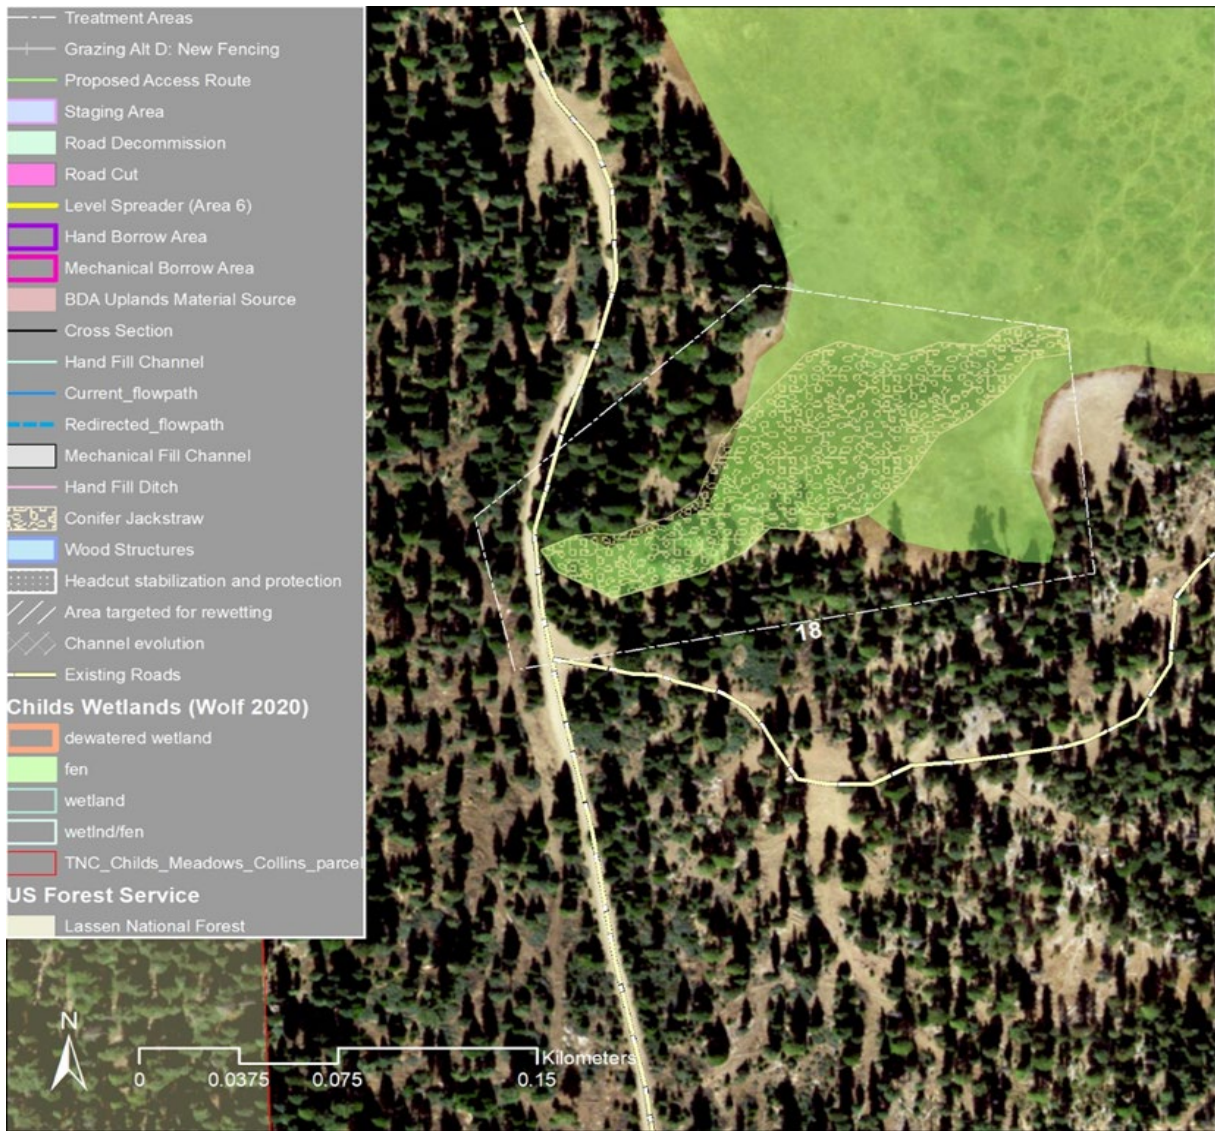 Treatment Areas
Grazing Alt D: New Fencing
Proposed Access Route
Staging Area
Road Decommission
Road Cut
Level Spreader (Area 6)
Hand Borrow Area
Mechanical Borrow Area
BDA Uplands Material Source
Cross Section
Hand Fill Channel
Current_flowpath
Redirected_flowpath
Mechanical Fill Channel
Hand Fill Ditch
Conifer Jackstraw
Wood Structures
Headcut stabilization and protection
Area targeted for rewetting
Channel evolution
Existing Roads
Childs Wetlands (Wolf 2020)
dewatered wetland
fen
wetland
wetlnd/fen
TNC_Childs_Meadows_Collins_parcel
US Forest Service
Lassen National Forest
18
N
Kilometers
0 0.0375 0.075 0.15